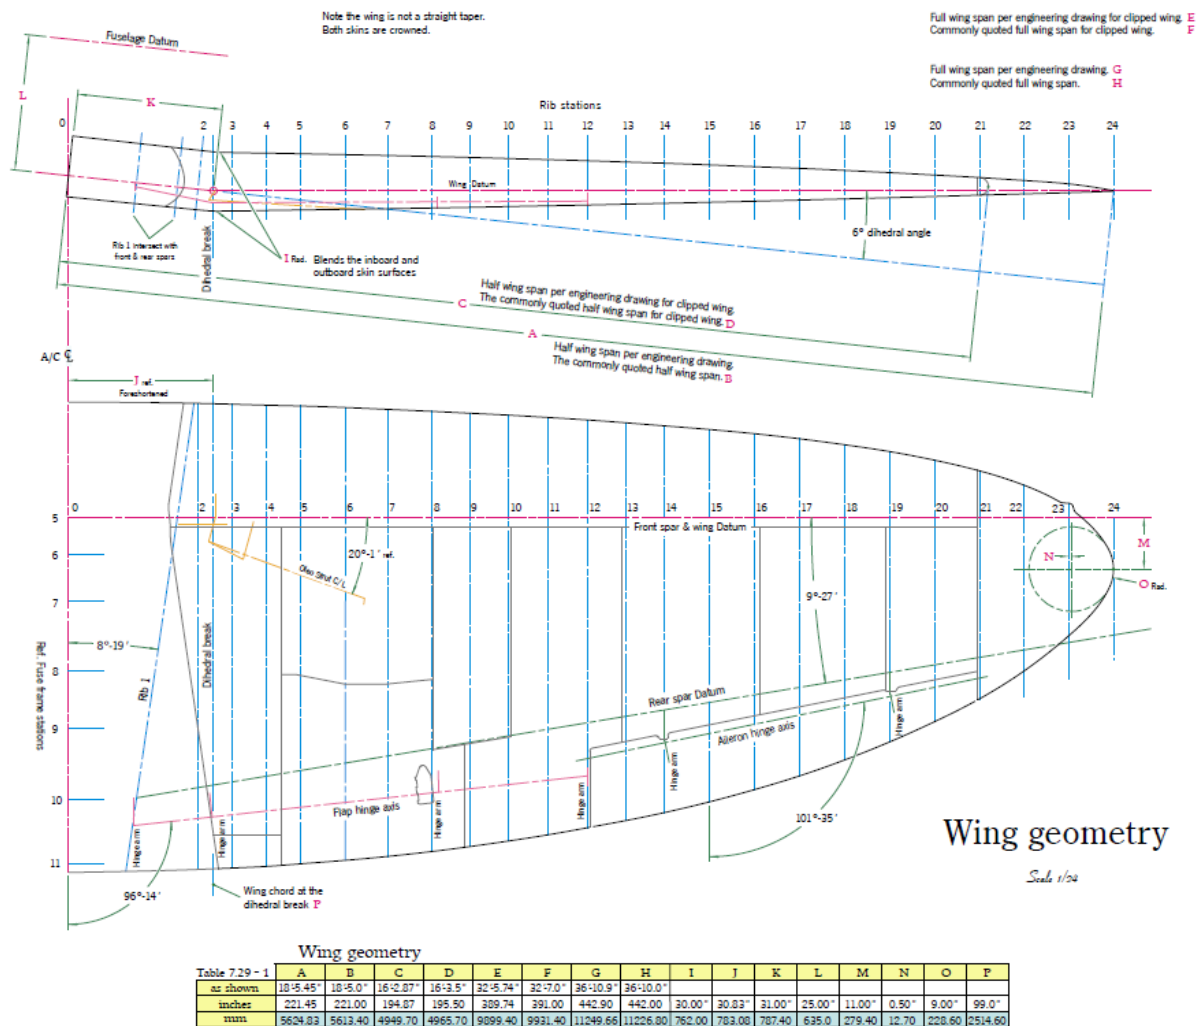 Note the wing is not a straight taper.
Both skins are crowned.
Full wing span per engineering drawing for clipped wing. E
Commonly quoted full wing span for clipped wing. F
Full wing span per engineering drawing. G
Commonly quoted full wing span. H
Fuselage Datum
L
K
Rib stations
0 2 3 4 5 6 7 8 9 10 11 12 13 14 15 16 17 18 19 20 21 22 23 24
Wing Datum
6° dihedral angle
Rib 1 intersect with
front & rear spars
Dihedral break
I Rad. Blends the inboard and
outboard skin surfaces
Half wing span per engineering drawing for clipped wing.
C The commonly quoted half wing span for clipped wing. D
A
Half wing span per engineering drawing.
The commonly quoted half wing span. B
A/C ℄
J ref.
Foreshortened
0 2 3 4 5 6 7 8 9 10 11 12 13 14 15 16 17 18 19 20 21 22 23 24
5
6
7
8
9
10
11
Ref. Fuse frame stations
Front spar & wing Datum
20°-1' ref.
Oleo Strut C/L
M
N
O Rad.
9°-27'
8°-19'
Rib 1
Dihedral break
Rear spar Datum
Aileron hinge axis
Hinge arm
Hinge arm
Flap hinge axis
Hinge arm
Hinge arm
Hinge arm
Hinge arm
101°-35'
96°-14'
Wing chord at the
dihedral break P
Wing geometry
Scale 1/24
Wing geometry
Table 7.29 - 1 A B C D E F G H I J K L M N O P
as shown 18'5.45" 18'5.0" 16'-2.87" 16'-3.5" 32'-5.74" 32'-7.0" 36'-10.9" 36'-10.0"
inches 221.45 221.00 194.87 195.50 389.74 391.00 442.90 442.00 30.00" 30.83" 31.00" 25.00" 11.00" 0.50" 9.00" 99.0"
mm 5624.83 5613.40 4949.70 4965.70 9899.40 9931.40 11249.66 11226.80 762.00 783.08 787.40 635.0 279.40 12.70 228.60 2514.60